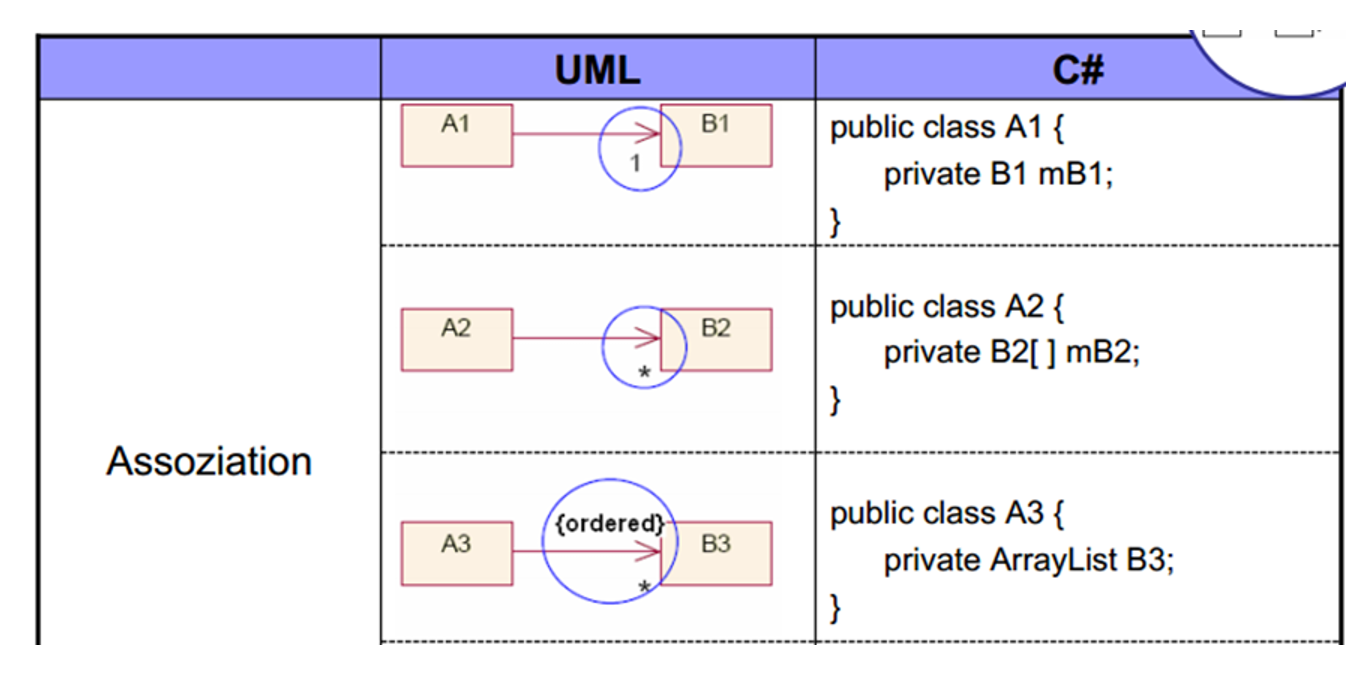 UML
C#
A1
B1
1
public class A1 {
private B1 mB1;
}
A2
B2
*
public class A2 {
private B2[ ] mB2;
}
Assoziation
{ordered}
A3
B3
*
public class A3 {
private ArrayList B3;
}